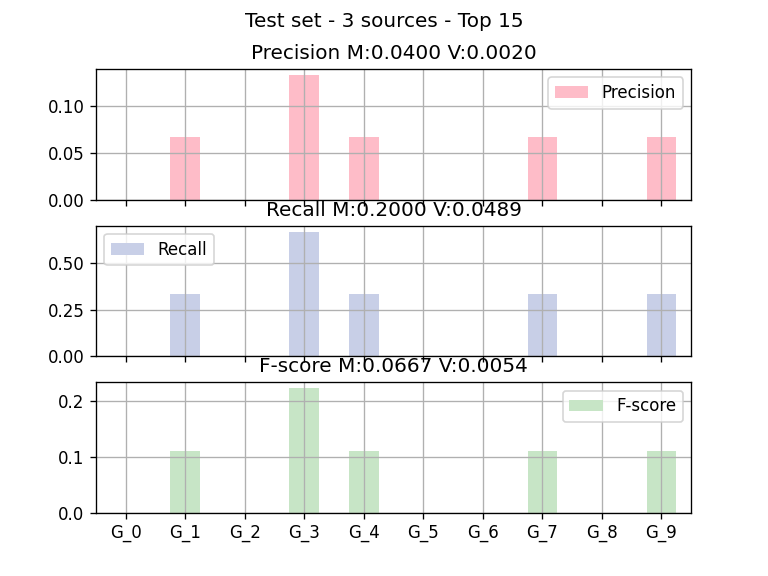 Test set - 3 sources - Top 15
Precision M:0.0400 V:0.0020
0.10
0.05
0.00
Precision
Recall M:0.2000 V:0.0489
0.50
0.25
0.00
Recall
F-score M:0.0667 V:0.0054
0.2
0.1
0.0
F-score
G_0 G_1 G_2 G_3 G_4 G_5 G_6 G_7 G_8 G_9